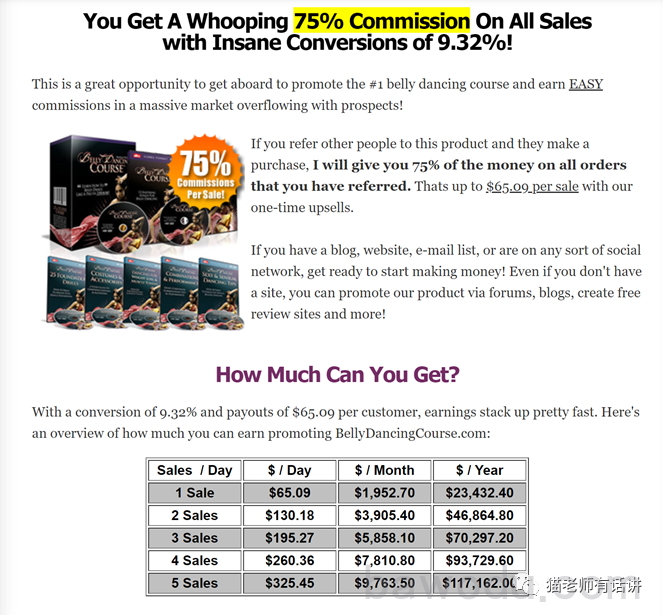 You Get A Whooping 75% Commission On All Sales
with Insane Conversions of 9.32%!
This is a great opportunity to get aboard to promote the #1 belly dancing course and earn EASY
commissions in a massive market overflowing with prospects!
BELLY DANCING
COURSE
75%
Commissions
Per Sale!
If you refer other people to this product and they make a
purchase, I will give you 75% of the money on all orders
that you have referred. Thats up to $65.09 per sale with our
one-time upsells.
If you have a blog, website, e-mail list, or are on any sort of social
network, get ready to start making money! Even if you don't have
a site, you can promote our product via forums, blogs, create free
review sites and more!
How Much Can You Get?
With a conversion of 9.32% and payouts of $65.09 per customer, earnings stack up pretty fast. Here's
an overview of how much you can earn promoting BellyDancingCourse.com:
Sales / Day $ / Day $ / Month $ / Year
1 Sale $65.09 $1,952.70 $23,432.40
2 Sales $130.18 $3,905.40 $46,864.80
3 Sales $195.27 $5,858.10 $70,297.20
4 Sales $260.36 $7,810.80 $93,729.60
5 Sales $325.45 $9,763.50 $117,162.00
猫老师有话讲